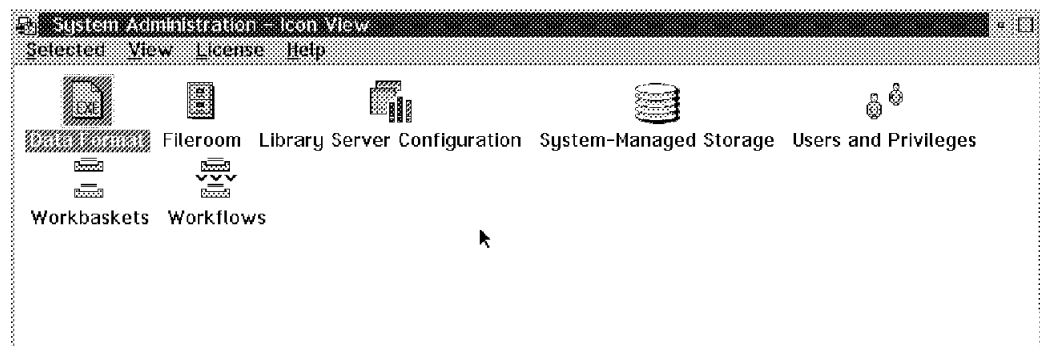 System Administration - Icon View
Selected View License Help
EXE
Data Format Fileroom Library Server Configuration System-Managed Storage Users and Privileges
Workbaskets Workflows